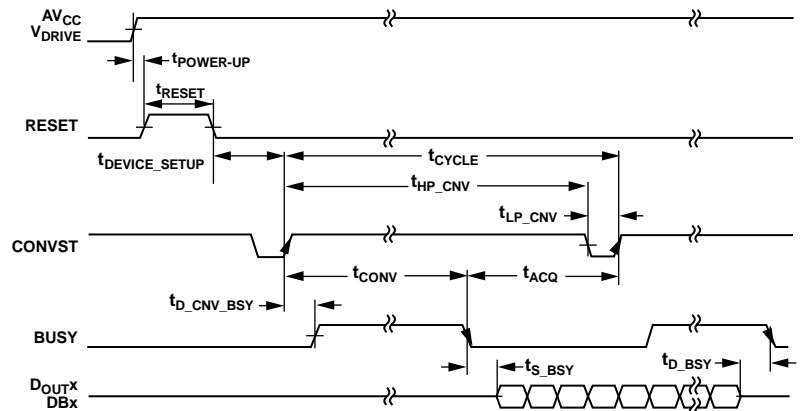 AVCC
VDRIVE
tPOWER-UP
tRESET
RESET
tDEVICE_SETUP
tCYCLE
tHP_CNV
tLP_CNV
CONVST
tCONV
tACQ
tD_CNV_BSY
BUSY
tS_BSY
tD_BSY
DOUTx
DBx